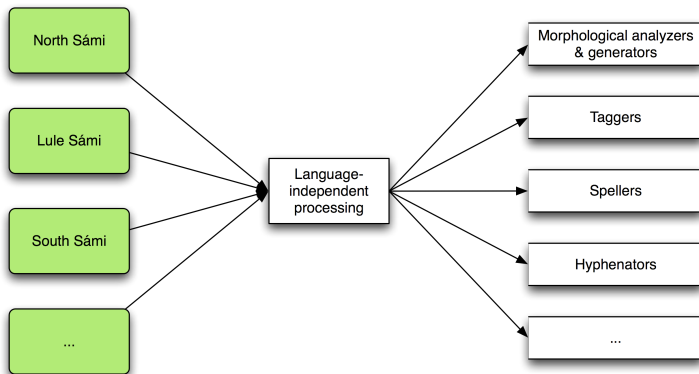 North Sámi
Lule Sámi
South Sámi
...
Language-
independent
processing
Morphological analyzers
& generators
Taggers
Spellers
Hyphenators
...